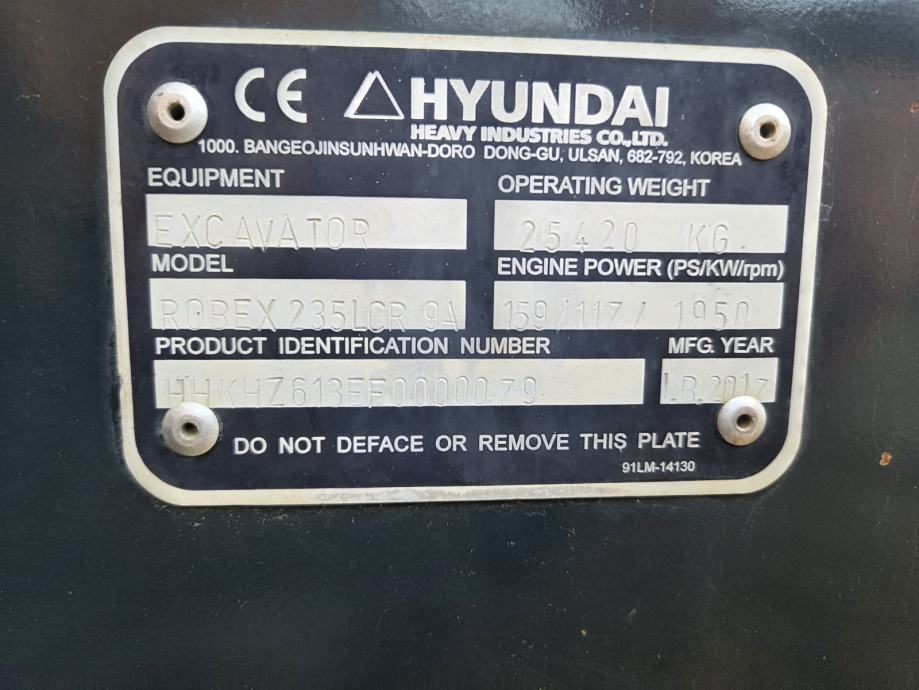 CE HYUNDAI
HEAVY INDUSTRIES CO.,LTD.
1000. BANGEOJINSUNHWAN-DORO DONG-GU, ULSAN, 682-792, KOREA
EQUIPMENT OPERATING WEIGHT
EXCAVATOR 25420 KG.
MODEL ENGINE POWER (PS/KW/rpm)
ROBEX 235LCR 9A 159/117/ 1950
PRODUCT IDENTIFICATION NUMBER MFG. YEAR
HHKHZ613EF0000079
DO NOT DEFACE OR REMOVE THIS PLATE
91LM-14130